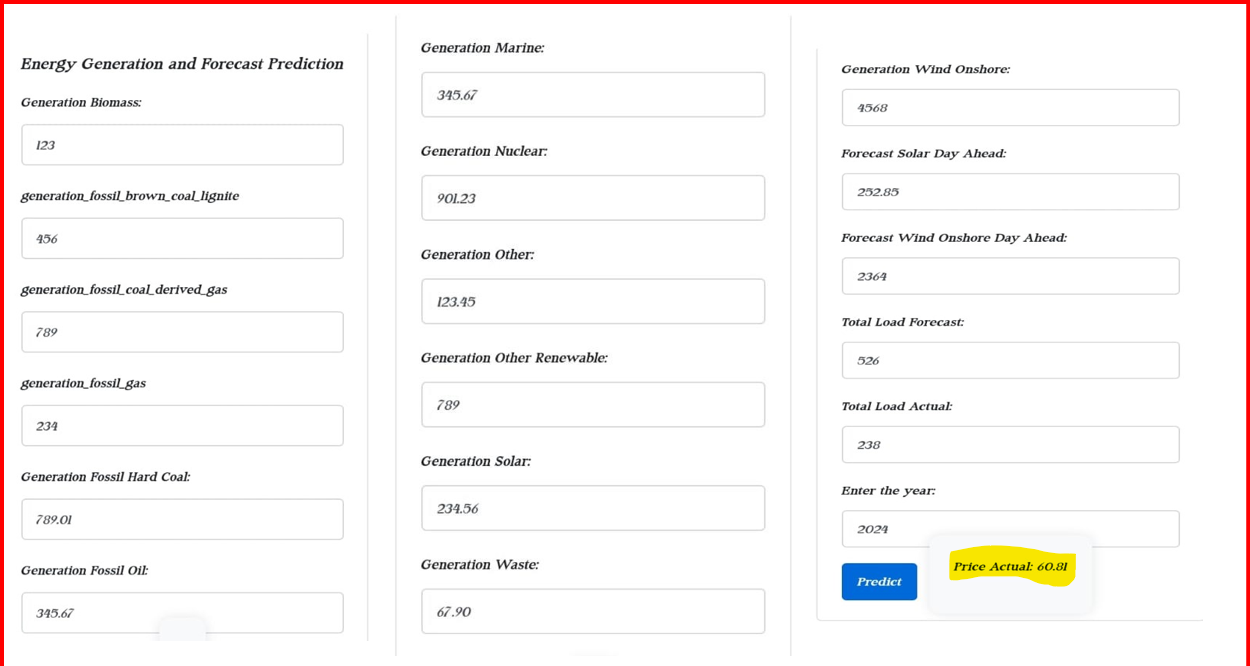 Energy Generation and Forecast Prediction
Generation Biomass:
123
generation_fossil_brown_coal_lignite
456
generation_fossil_coal_derived_gas
789
generation_fossil_gas
234
Generation Fossil Hard Coal:
789.01
Generation Fossil Oil:
345.67
Generation Marine:
345.67
Generation Nuclear:
901.23
Generation Other:
123.45
Generation Other Renewable:
789
Generation Solar:
234.56
Generation Waste:
67.90
Generation Wind Onshore:
4568
Forecast Solar Day Ahead:
252.85
Forecast Wind Onshore Day Ahead:
2364
Total Load Forecast:
526
Total Load Actual:
238
Enter the year:
2024
Predict
Price Actual: 60.81